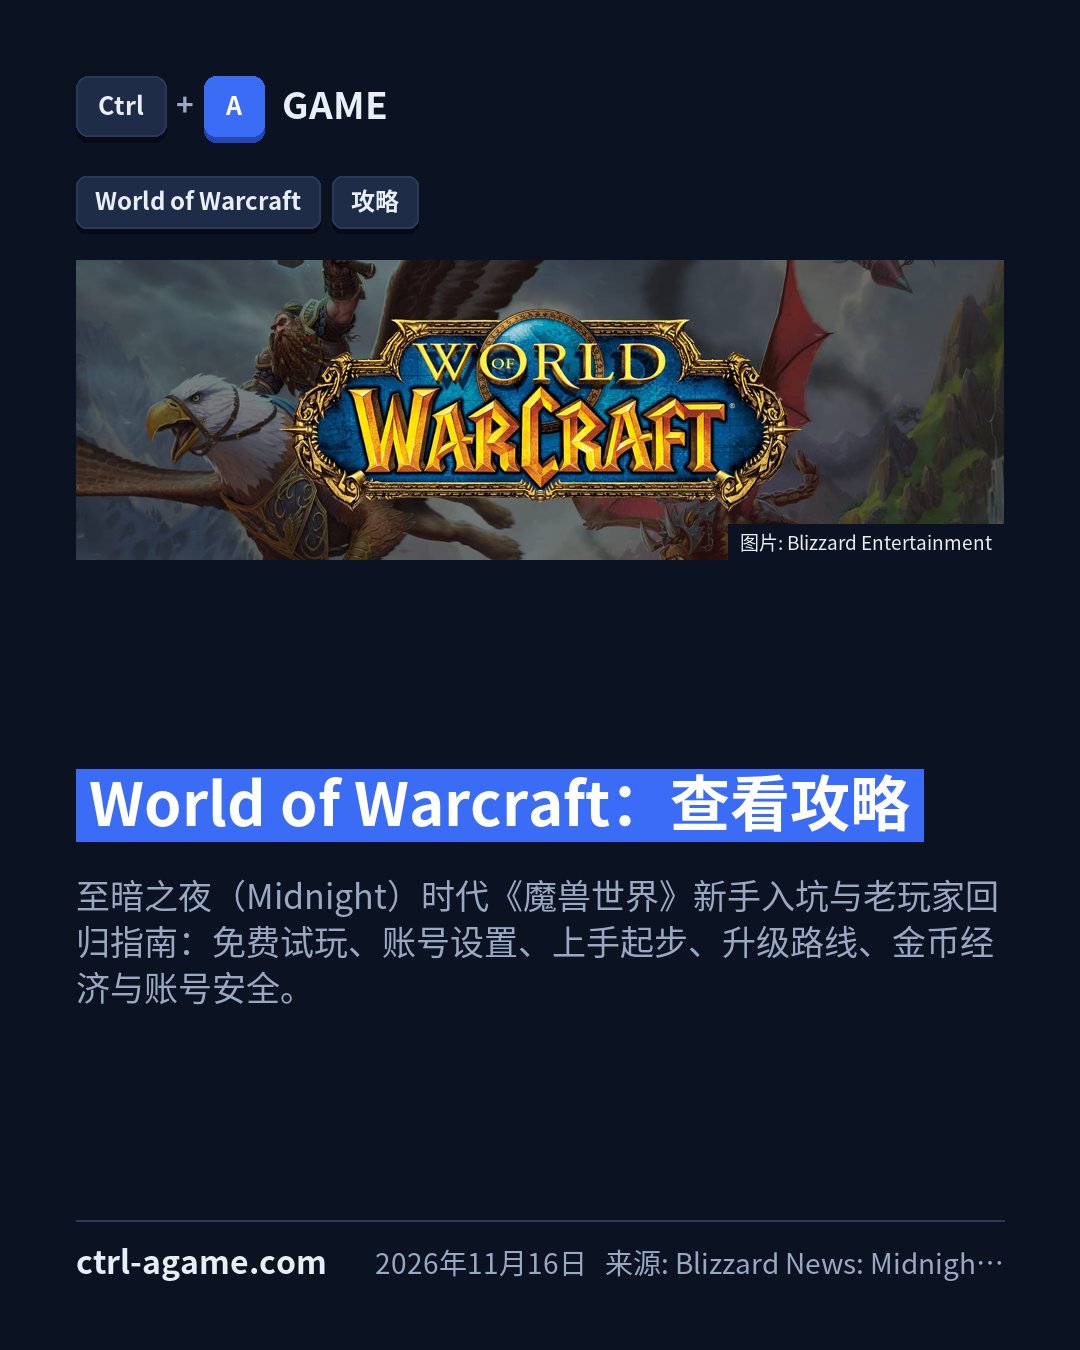 Ctrl + A GAME
World of Warcraft 攻略
WORLD OF WARCRAFT ®
图片: Blizzard Entertainment
World of Warcraft：查看攻略
至暗之夜（Midnight）时代《魔兽世界》新手入坑与老玩家回
归指南：免费试玩、账号设置、上手起步、升级路线、金币经
济与账号安全。
ctrl-agame.com 2026年11月16日 来源: Blizzard News: Midnigh…